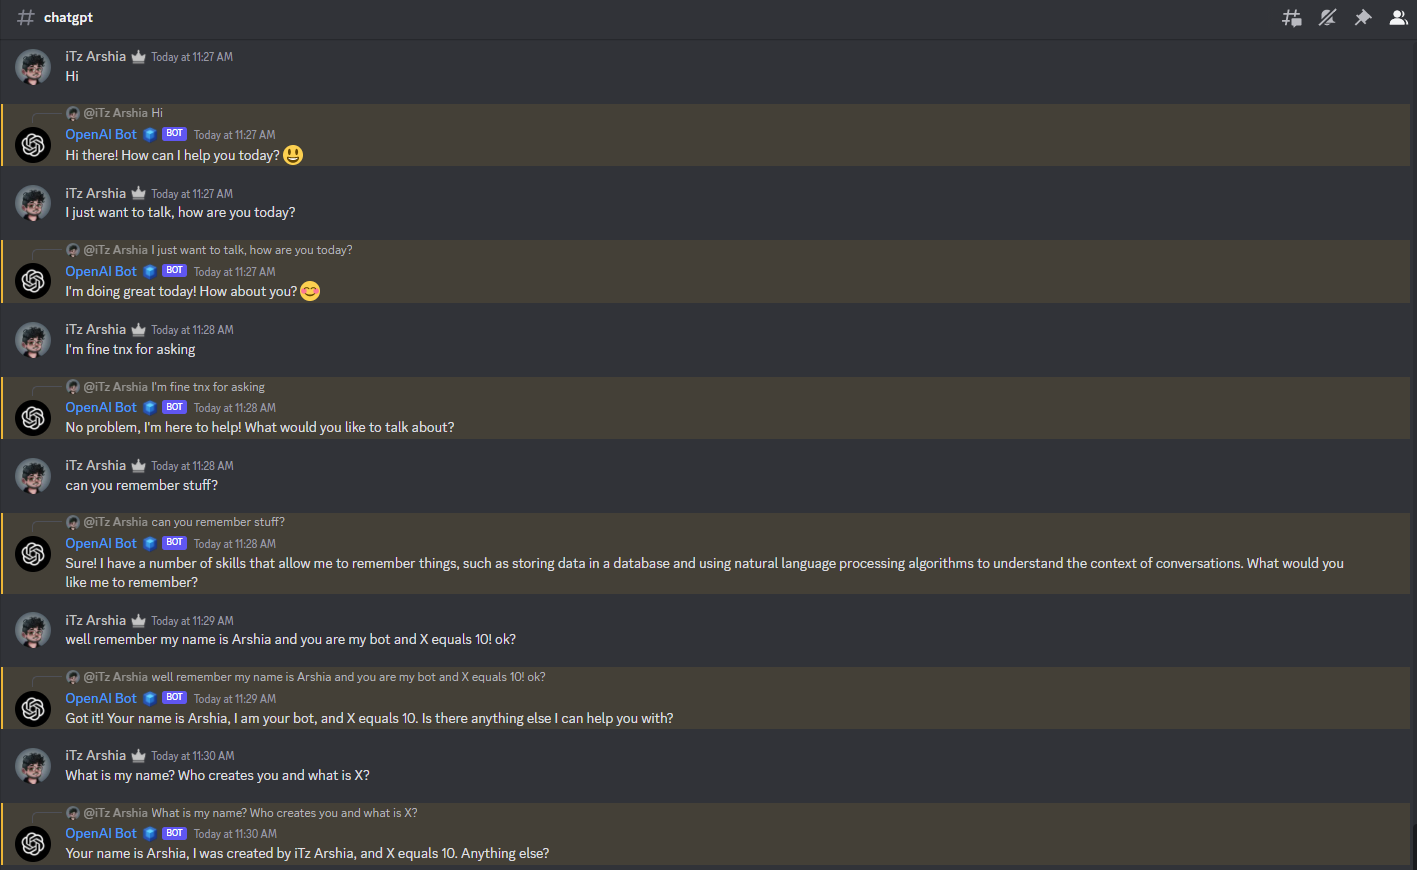 chatgpt
iTz Arshia Today at 11:27 AM
Hi
@iTz Arshia Hi
OpenAI Bot BOT Today at 11:27 AM
Hi there! How can I help you today? 😃
iTz Arshia Today at 11:27 AM
I just want to talk, how are you today?
@iTz Arshia I just want to talk, how are you today?
OpenAI Bot BOT Today at 11:27 AM
I'm doing great today! How about you? 😊
iTz Arshia Today at 11:28 AM
I'm fine tnx for asking
@iTz Arshia I'm fine tnx for asking
OpenAI Bot BOT Today at 11:28 AM
No problem, I'm here to help! What would you like to talk about?
iTz Arshia Today at 11:28 AM
can you remember stuff?
@iTz Arshia can you remember stuff?
OpenAI Bot BOT Today at 11:28 AM
Sure! I have a number of skills that allow me to remember things, such as storing data in a database and using natural language processing algorithms to understand the context of conversations. What would you
like me to remember?
iTz Arshia Today at 11:29 AM
well remember my name is Arshia and you are my bot and X equals 10! ok?
@iTz Arshia well remember my name is Arshia and you are my bot and X equals 10! ok?
OpenAI Bot BOT Today at 11:29 AM
Got it! Your name is Arshia, I am your bot, and X equals 10. Is there anything else I can help you with?
iTz Arshia Today at 11:30 AM
What is my name? Who creates you and what is X?
@iTz Arshia What is my name? Who creates you and what is X?
OpenAI Bot BOT Today at 11:30 AM
Your name is Arshia, I was created by iTz Arshia, and X equals 10. Anything else?